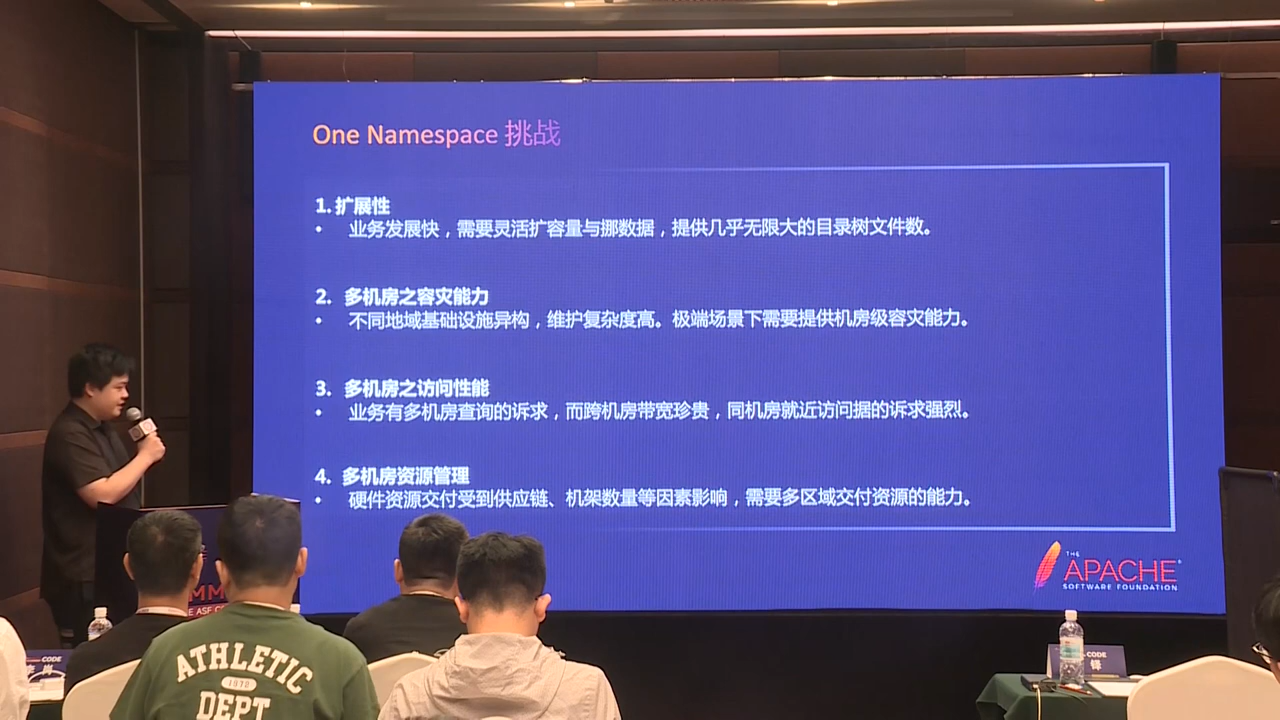 One Namespace 挑战
1. 扩展性
• 业务发展快，需要灵活扩容量与挪数据，提供几乎无限大的目录树文件数。
2. 多机房之容灾能力
• 不同地域基础设施异构，维护复杂度高。极端场景下需要提供机房级容灾能力。
3. 多机房之访问性能
• 业务有多机房查询的诉求，而跨机房带宽珍贵，同机房就近访问据的诉求强烈。
4. 多机房资源管理
• 硬件资源交付受到供应链、机架数量等因素影响，需要多区域交付资源的能力。
THE
APACHE®
SOFTWARE FOUNDATION
ATHLETIC
1978
DEPT
CODE
铎